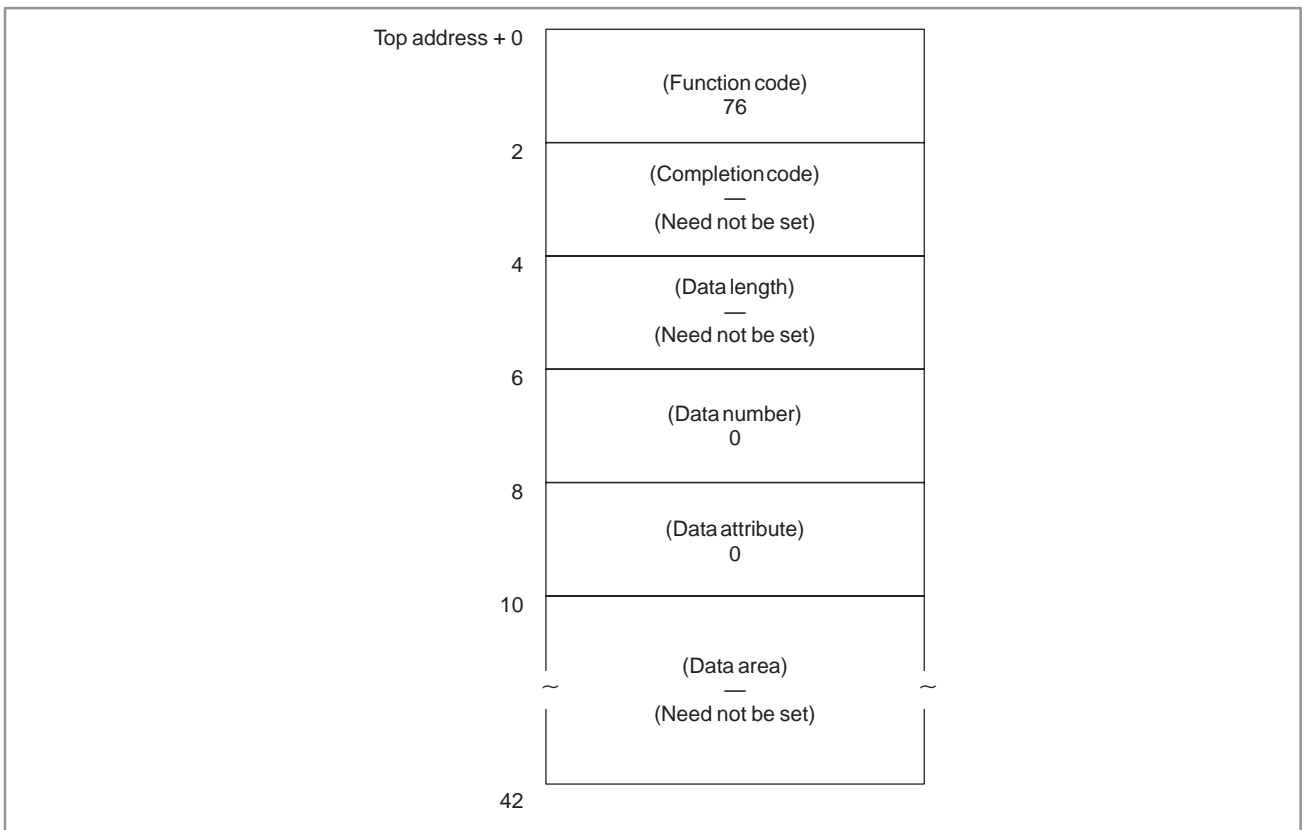 Top address + 0
(Function code)
76
2
(Completion code)
—
(Need not be set)
4
(Data length)
—
(Need not be set)
6
(Data number)
0
8
(Data attribute)
0
10
(Data area)
—
(Need not be set)
~ ~
42